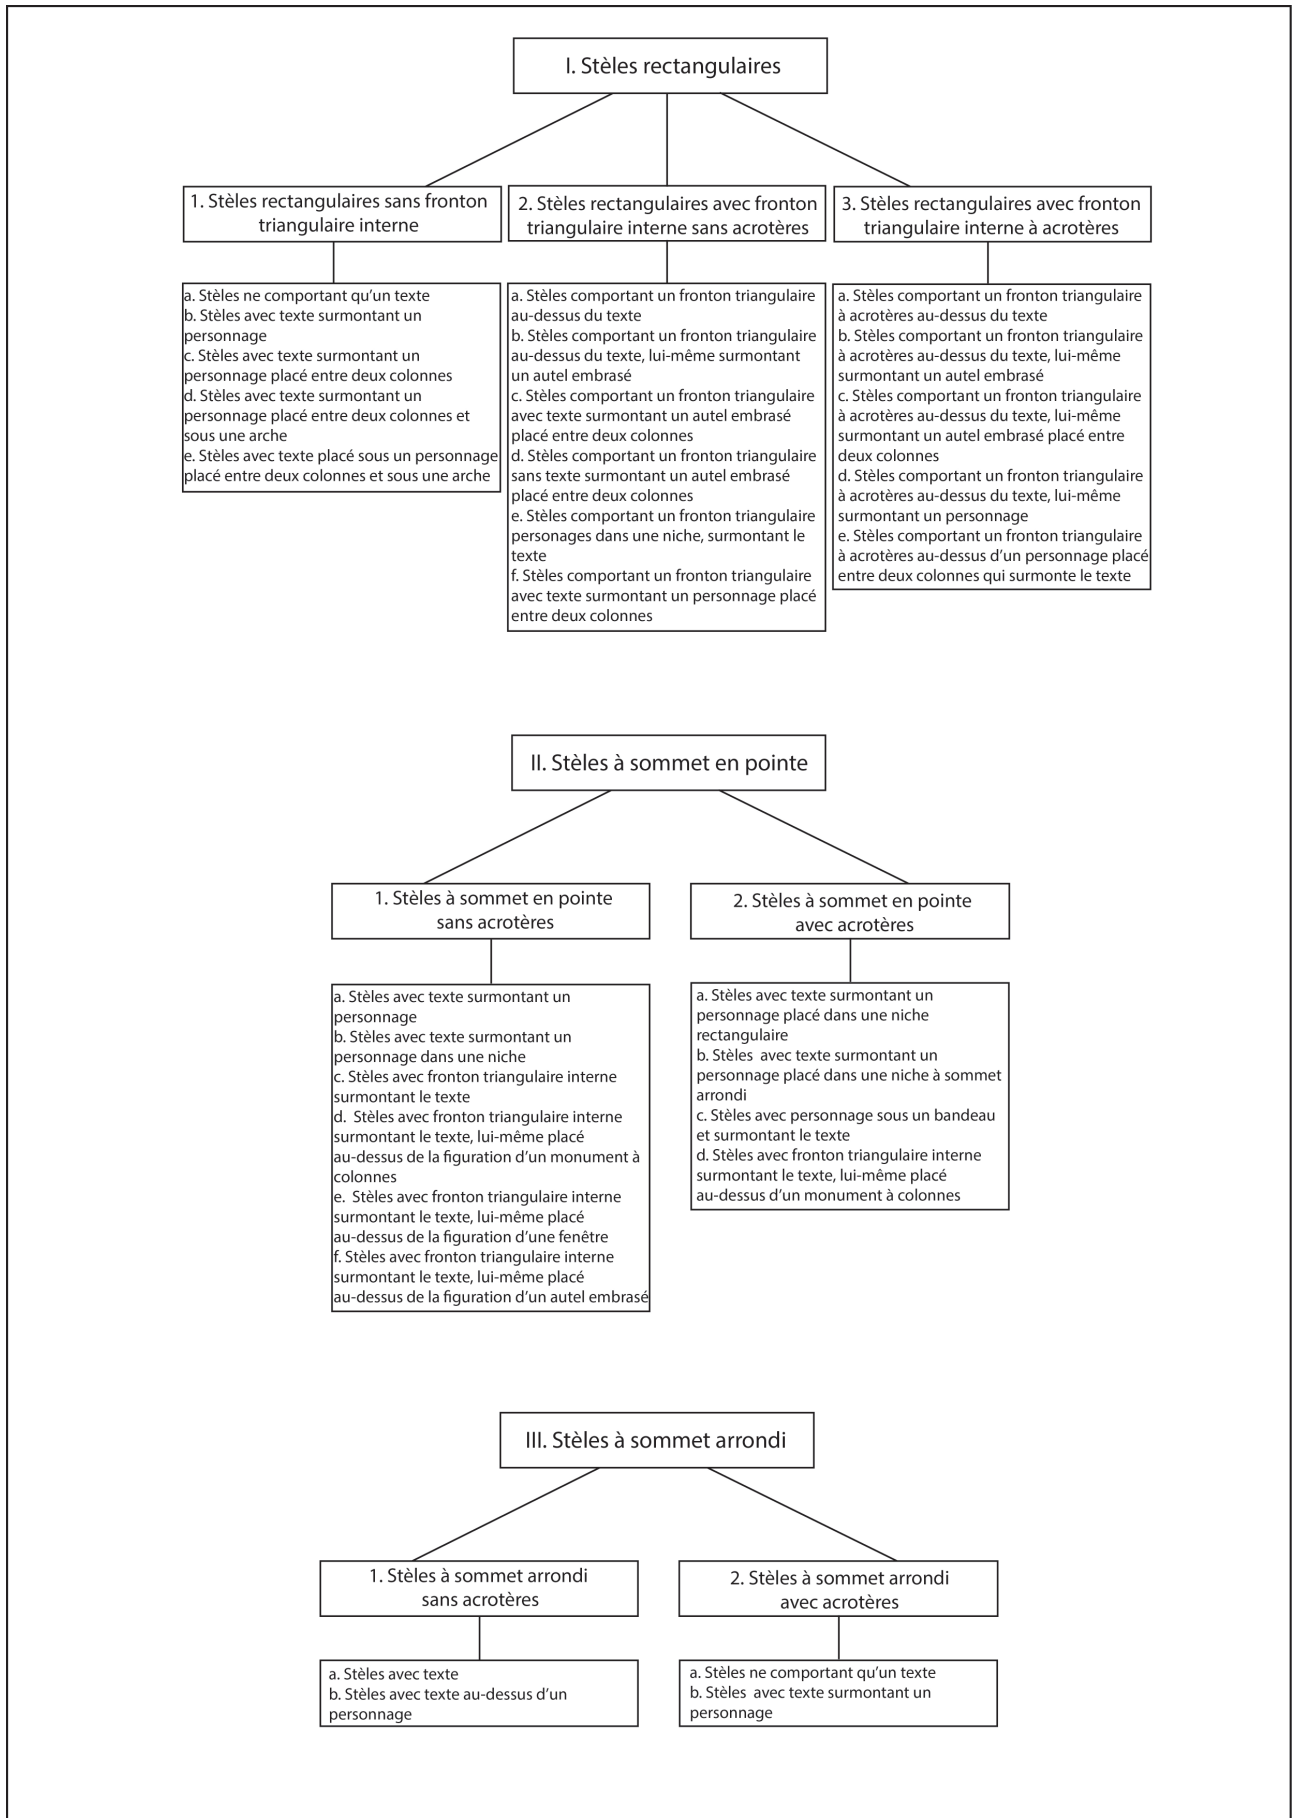 I. Stèles rectangulaires
1. Stèles rectangulaires sans fronton
triangulaire interne
2. Stèles rectangulaires avec fronton
triangulaire interne sans acrotères
3. Stèles rectangulaires avec fronton
triangulaire interne à acrotères
a. Stèles ne comportant qu’un texte
b. Stèles avec texte surmontant un
personnage
c. Stèles avec texte surmontant un
personnage placé entre deux colonnes
d. Stèles avec texte surmontant un
personnage placé entre deux colonnes et
sous une arche
e. Stèles avec texte placé sous un personnage
placé entre deux colonnes et sous une arche
a. Stèles comportant un fronton triangulaire
au-dessus du texte
b. Stèles comportant un fronton triangulaire
au-dessus du texte, lui-même surmontant
un autel embrasé
c. Stèles comportant un fronton triangulaire
avec texte surmontant un autel embrasé
placé entre deux colonnes
d. Stèles comportant un fronton triangulaire
sans texte surmontant un autel embrasé
placé entre deux colonnes
e. Stèles comportant un fronton triangulaire
personages dans une niche, surmontant le
texte
f. Stèles comportant un fronton triangulaire
avec texte surmontant un personnage placé
entre deux colonnes
a. Stèles comportant un fronton triangulaire
à acrotères au-dessus du texte
b. Stèles comportant un fronton triangulaire
à acrotères au-dessus du texte, lui-même
surmontant un autel embrasé
c. Stèles comportant un fronton triangulaire
à acrotères au-dessus du texte, lui-même
surmontant un autel embrasé placé entre
deux colonnes
d. Stèles comportant un fronton triangulaire
à acrotères au-dessus du texte, lui-même
surmontant un personnage
e. Stèles comportant un fronton triangulaire
à acrotères au-dessus d’un personnage placé
entre deux colonnes qui surmonte le texte
II. Stèles à sommet en pointe
1. Stèles à sommet en pointe
sans acrotères
2. Stèles à sommet en pointe
avec acrotères
a. Stèles avec texte surmontant un
personnage
b. Stèles avec texte surmontant un
personnage dans une niche
c. Stèles avec fronton triangulaire interne
surmontant le texte
d.  Stèles avec fronton triangulaire interne
surmontant le texte, lui-même placé
au-dessus de la figuration d’un monument à
colonnes
e.  Stèles avec fronton triangulaire interne
surmontant le texte, lui-même placé
au-dessus de la figuration d’une fenêtre
f. Stèles avec fronton triangulaire interne
surmontant le texte, lui-même placé
au-dessus de la figuration d’un autel embrasé
a. Stèles avec texte surmontant un
personnage placé dans une niche
rectangulaire
b. Stèles  avec texte surmontant un
personnage placé dans une niche à sommet
arrondi
c. Stèles avec personnage sous un bandeau
et surmontant le texte
d. Stèles avec fronton triangulaire interne
surmontant le texte, lui-même placé
au-dessus d’un monument à colonnes
III. Stèles à sommet arrondi
1. Stèles à sommet arrondi
sans acrotères
2. Stèles à sommet arrondi
avec acrotères
a. Stèles avec texte
b. Stèles avec texte au-dessus d’un
personnage
a. Stèles ne comportant qu’un texte
b. Stèles  avec texte surmontant un
personnage